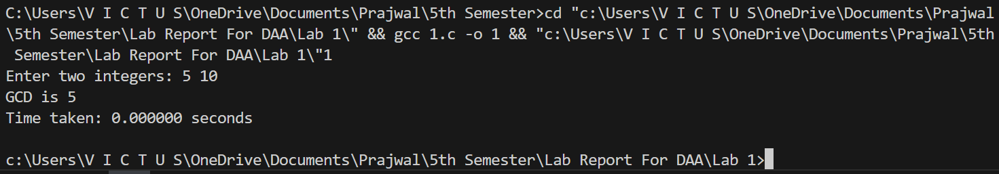 C:\Users\V I C T U S\OneDrive\Documents\Prajwal\5th Semester>cd "c:\Users\V I C T U S\OneDrive\Documents\Prajwal
\5th Semester\Lab Report For DAA\Lab 1\" && gcc 1.c -o 1 && "c:\Users\V I C T U S\OneDrive\Documents\Prajwal\5th
 Semester\Lab Report For DAA\Lab 1\"1
Enter two integers: 5 10
GCD is 5
Time taken: 0.000000 seconds
c:\Users\V I C T U S\OneDrive\Documents\Prajwal\5th Semester\Lab Report For DAA\Lab 1>